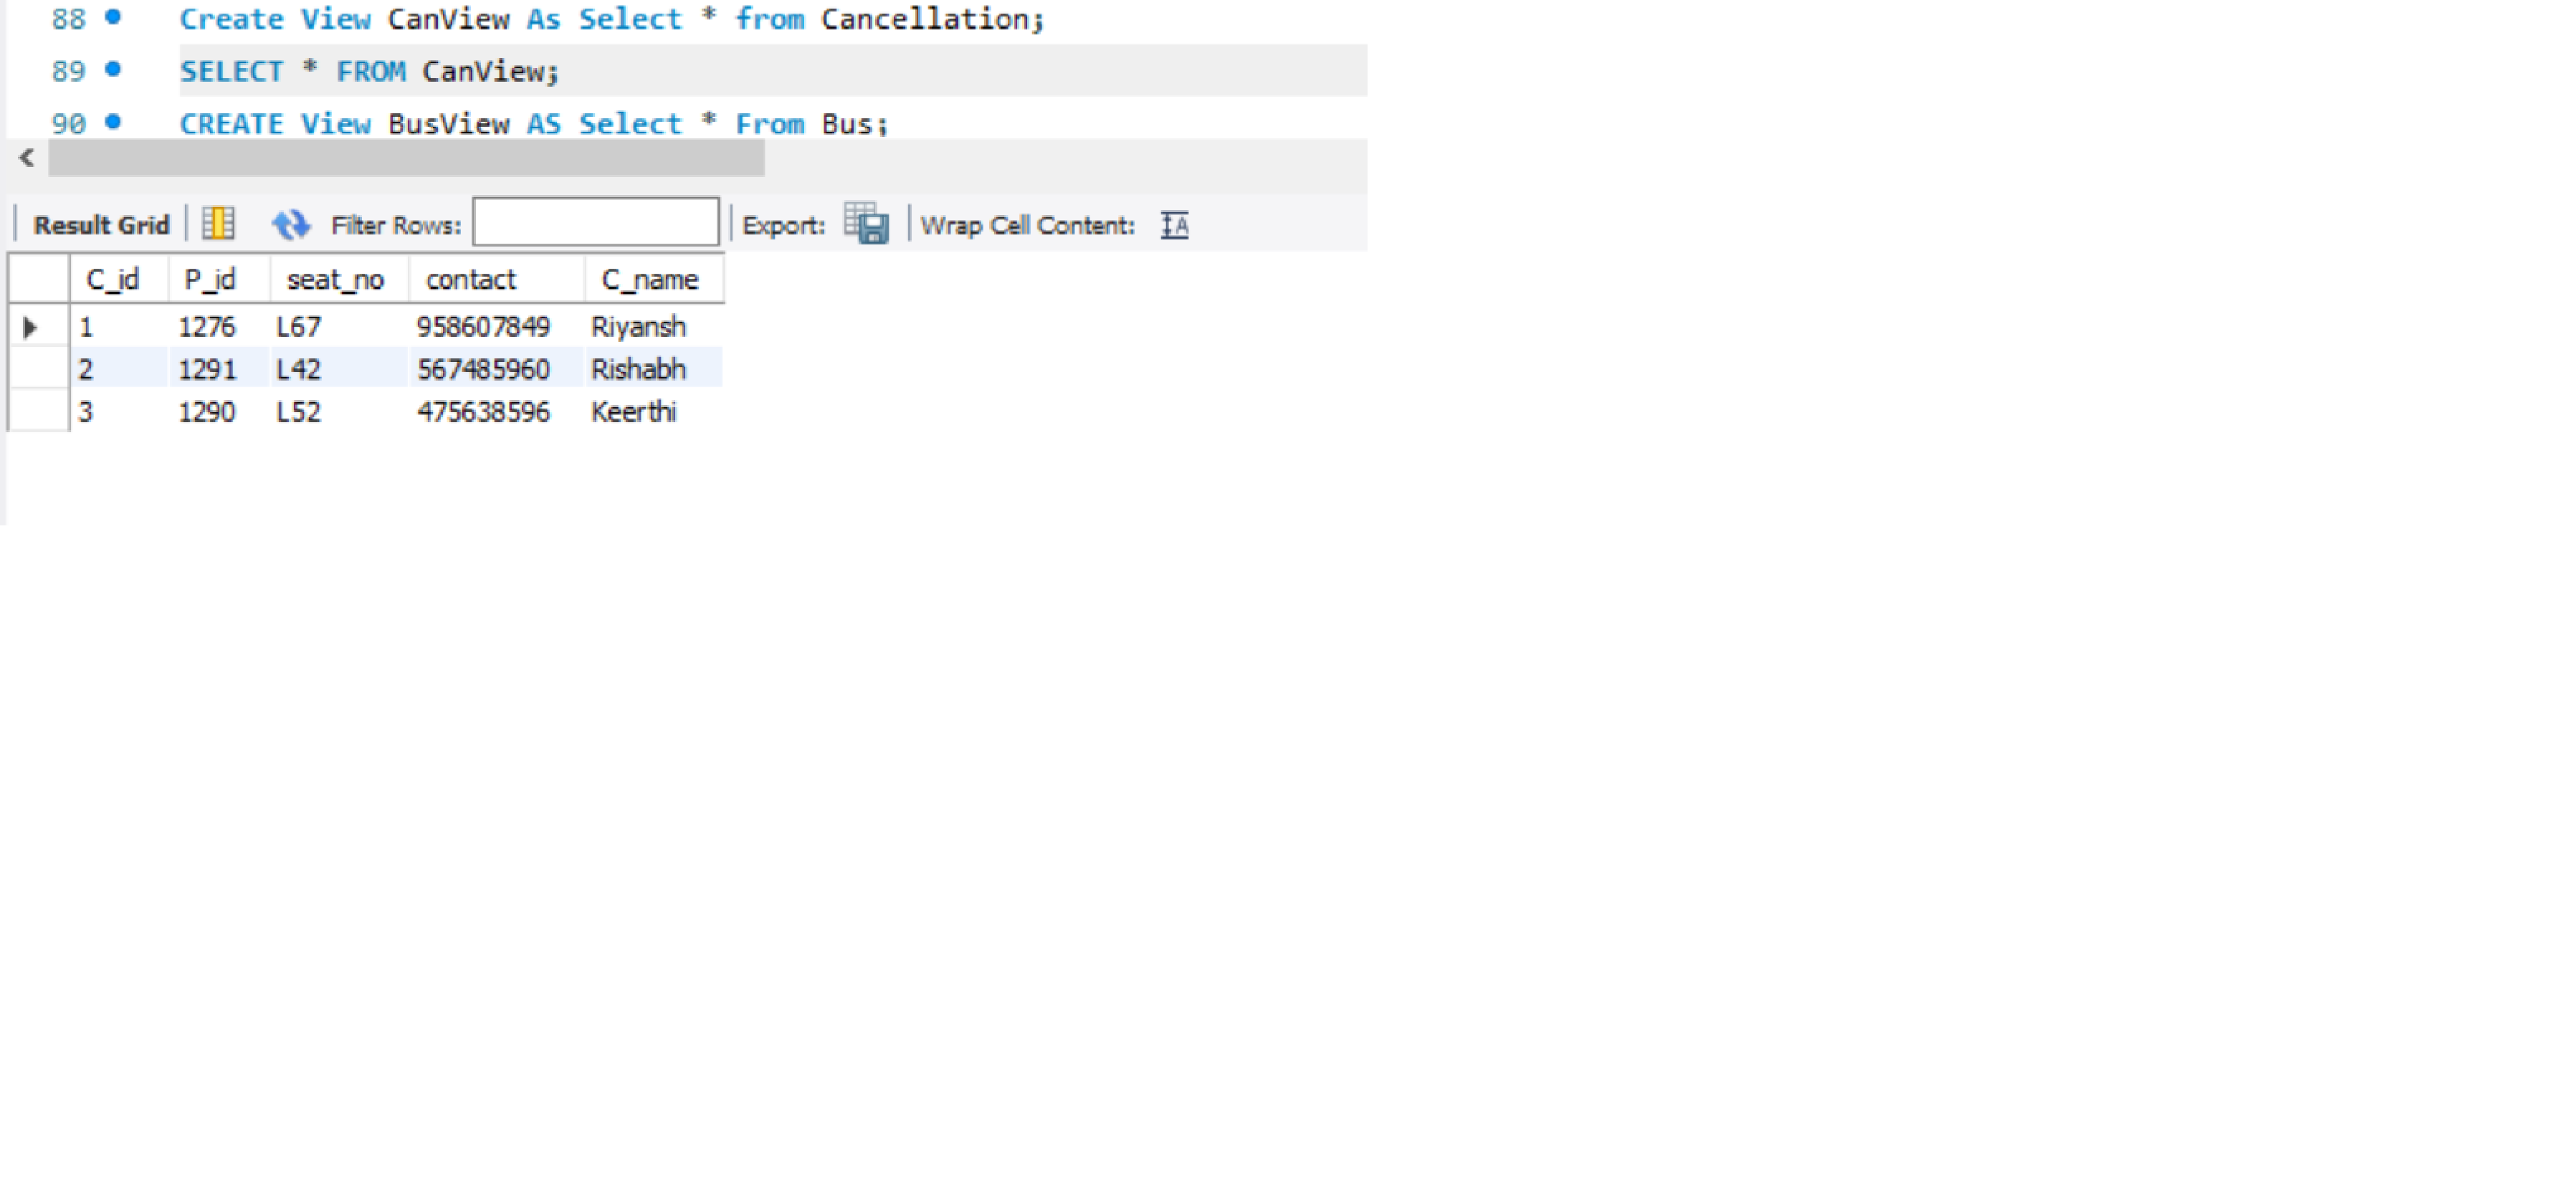 88 Create View CanView As Select * from Cancellation;
89 SELECT * FROM CanView;
90 CREATE View BusView AS Select * From Bus;
Result Grid Filter Rows: Export: Wrap Cell Content: A
C_id P_id seat_no contact C_name
1 1276 L67 958607849 Riyansh
2 1291 L42 567485960 Rishabh
3 1290 L52 475638596 Keerthi